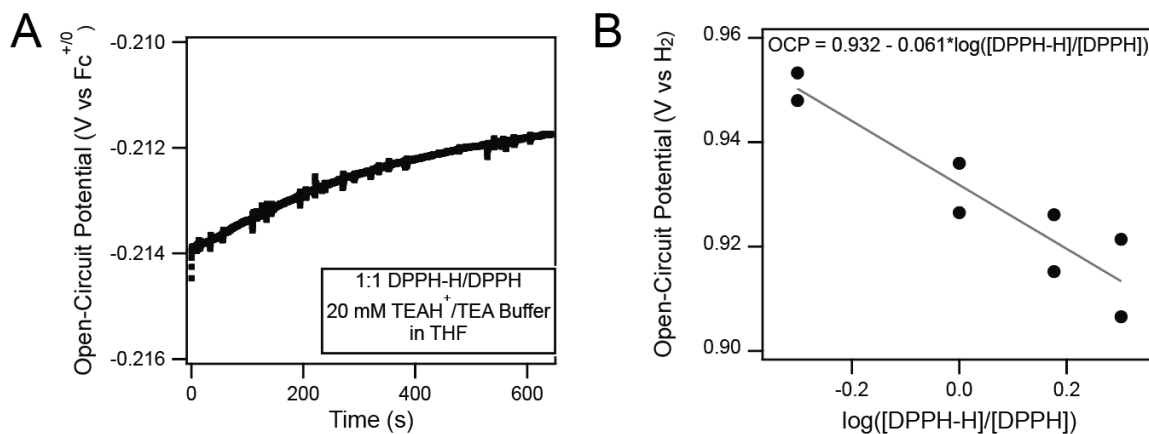 A
Open-Circuit Potential (V vs Fc⁺/⁰)
-0.210
-0.212
-0.214
-0.216
1:1 DPPH-H/DPPH
20 mM TEAH⁺/TEA Buffer
in THF
0
200
400
600
Time (s)
B
Open-Circuit Potential (V vs H₂)
0.96
0.94
0.92
0.90
OCP = 0.932 - 0.061*log([DPPH-H]/[DPPH])
-0.2
0.0
0.2
log([DPPH-H]/[DPPH])